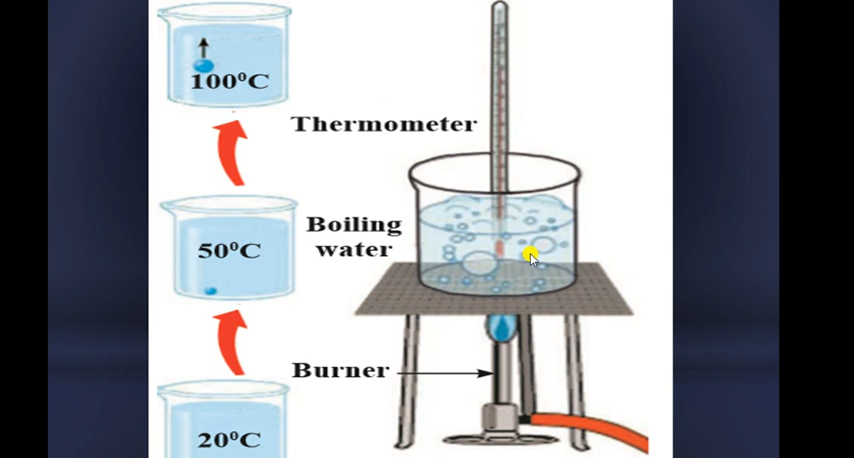 100⁰C
Thermometer
50⁰C
Boiling
water
Burner
20⁰C